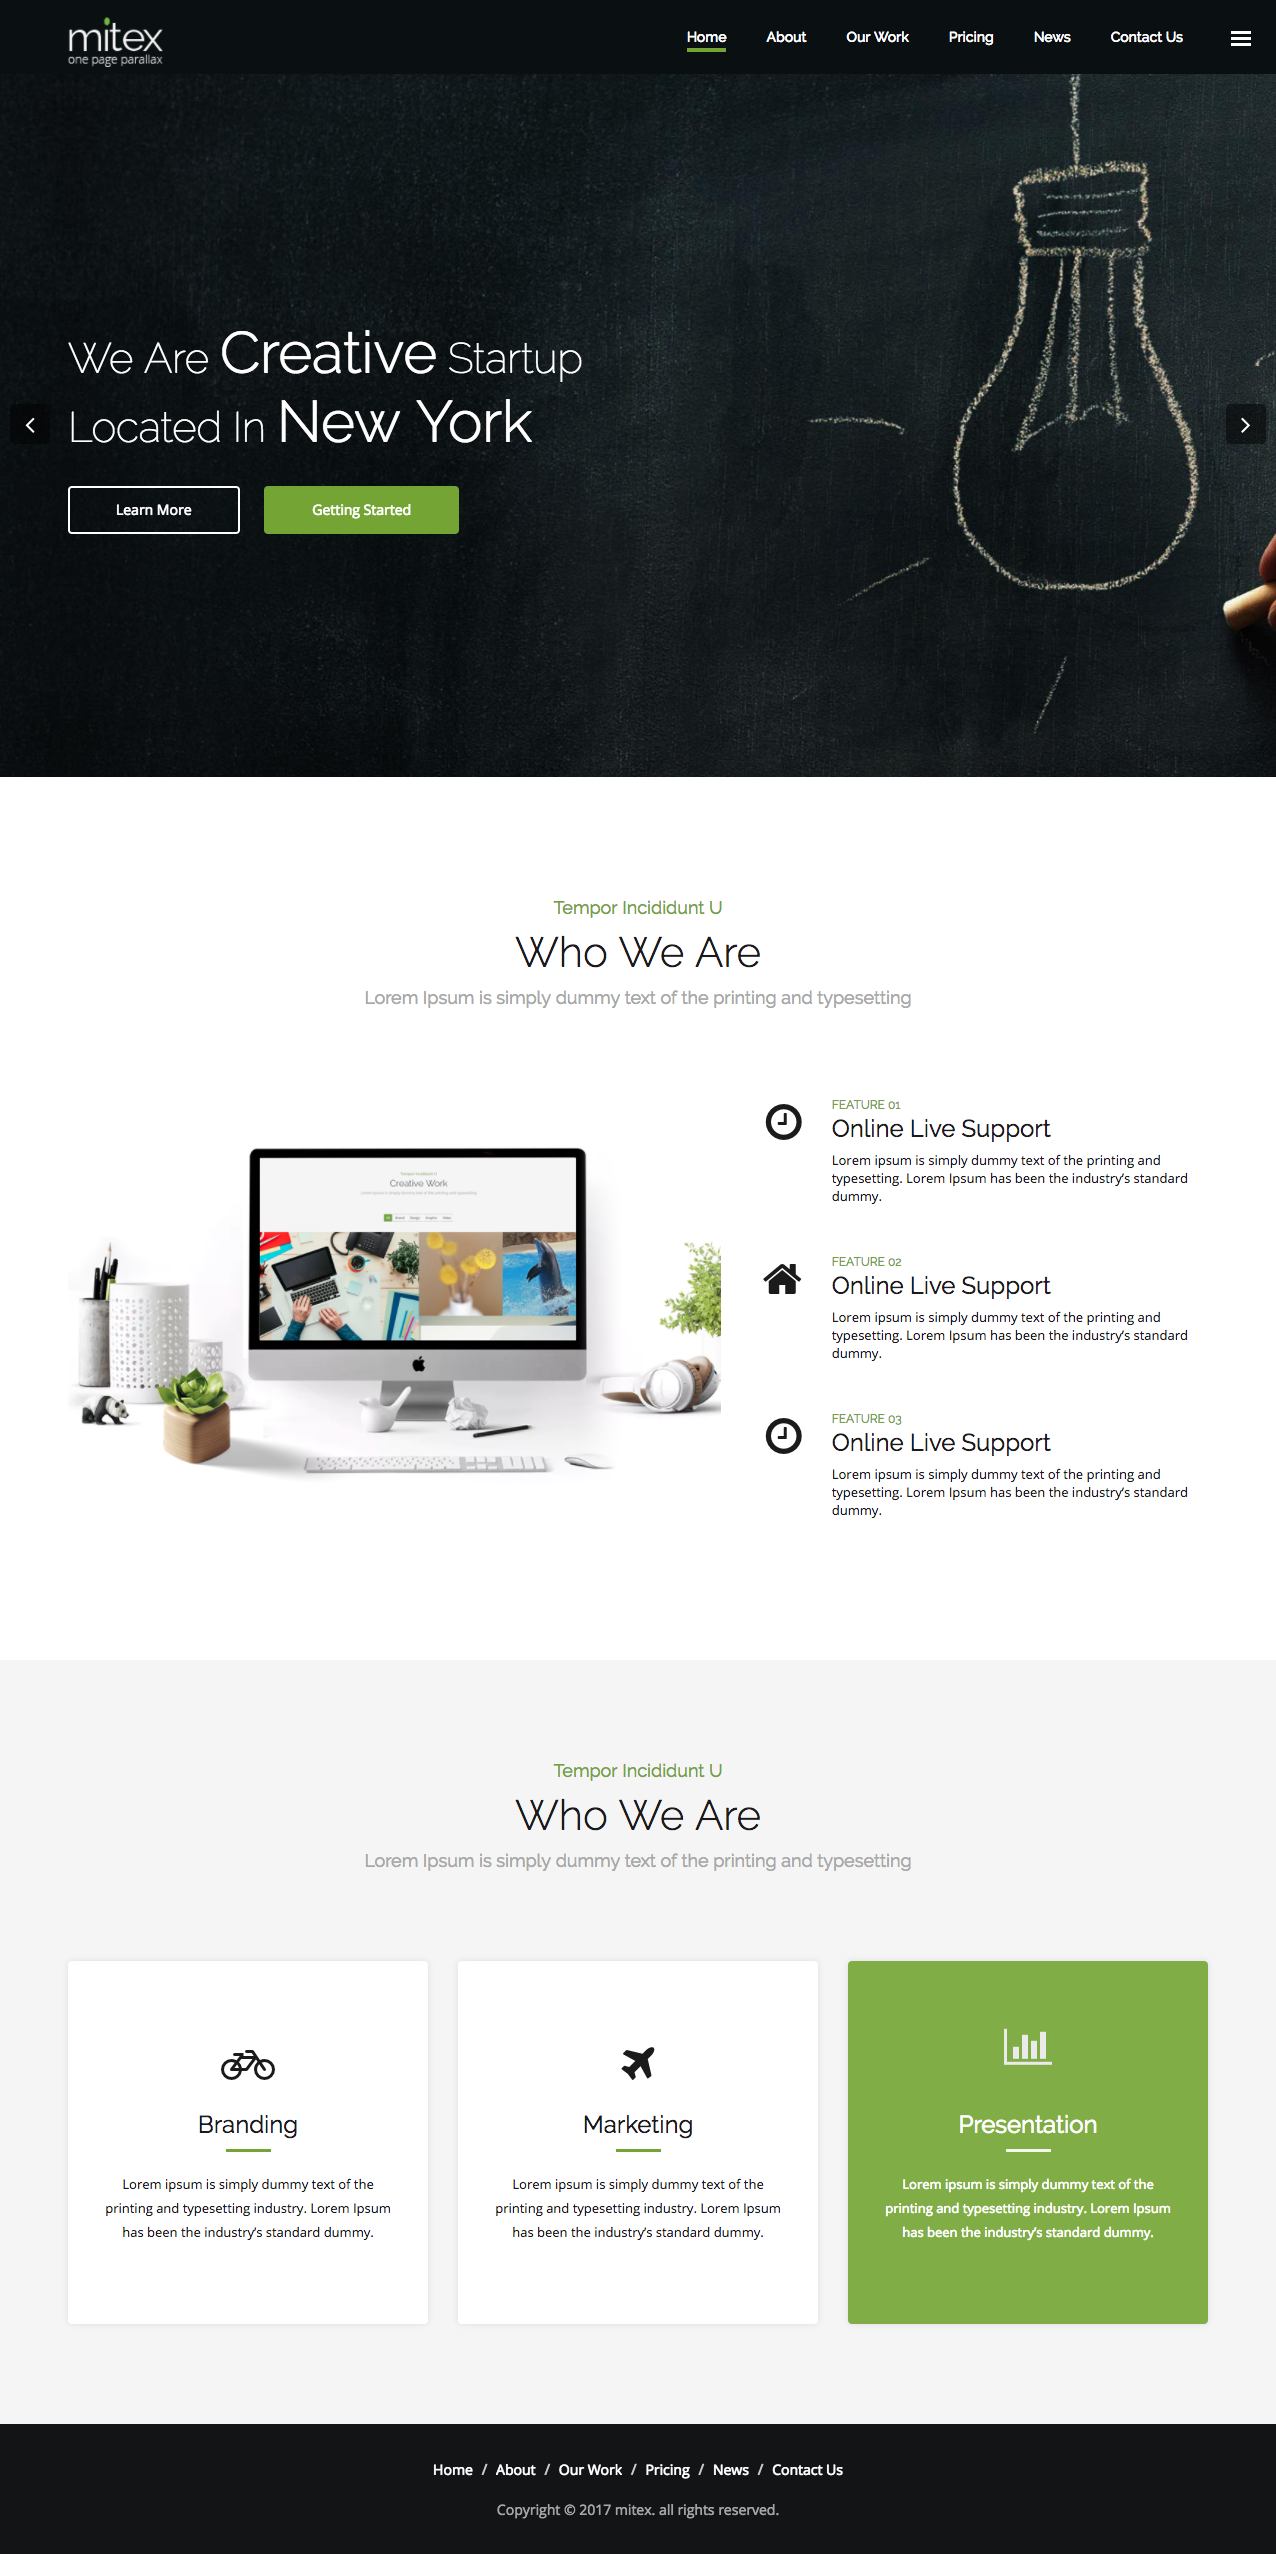 mitex
one page parallax
Home About Our Work Pricing News Contact Us
We Are Creative Startup
Located In New York
Learn More Getting Started
Tempor Incididunt U
Who We Are
Lorem Ipsum is simply dummy text of the printing and typesetting
FEATURE 01
Online Live Support
Lorem ipsum is simply dummy text of the printing and
typesetting. Lorem Ipsum has been the industry's standard
dummy.
Tempor Incididunt U
Creative Work
FEATURE 02
Online Live Support
Lorem ipsum is simply dummy text of the printing and
typesetting. Lorem Ipsum has been the industry's standard
dummy.
FEATURE 03
Online Live Support
Lorem ipsum is simply dummy text of the printing and
typesetting. Lorem Ipsum has been the industry's standard
dummy.
Tempor Incididunt U
Who We Are
Lorem Ipsum is simply dummy text of the printing and typesetting
Branding
Lorem ipsum is simply dummy text of the
printing and typesetting industry. Lorem Ipsum
has been the industry's standard dummy.
Marketing
Lorem ipsum is simply dummy text of the
printing and typesetting industry. Lorem Ipsum
has been the industry's standard dummy.
Presentation
Lorem ipsum is simply dummy text of the
printing and typesetting industry. Lorem Ipsum
has been the industry's standard dummy.
Home / About / Our Work / Pricing / News / Contact Us
Copyright © 2017 mitex. all rights reserved.